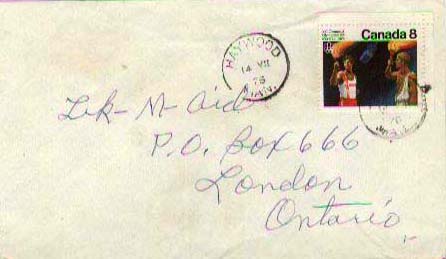 Canada 8
HAYWOOD
14 VII
76
MAN.
Lik-M-Aid
P.O. Box 666
London
Ontario